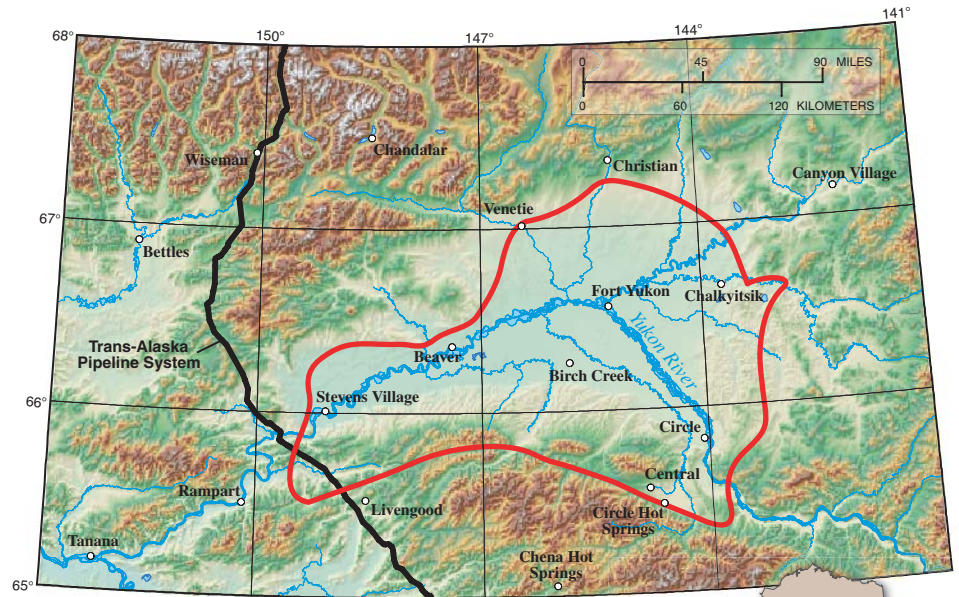 141°
144°
147°
150°
68°
0 45 90 MILES
0 60 120 KILOMETERS
Wiseman
Chandalar
Christian
Canyon Village
67°
Venetie
Bettles
Fort Yukon
Chalkyitsik
Yukon River
Trans-Alaska
Pipeline System
Beaver
Birch Creek
66°
Stevens Village
Circle
Central
Rampart
Livengood
Circle Hot
Springs
Tanana
Chena Hot
Springs
65°